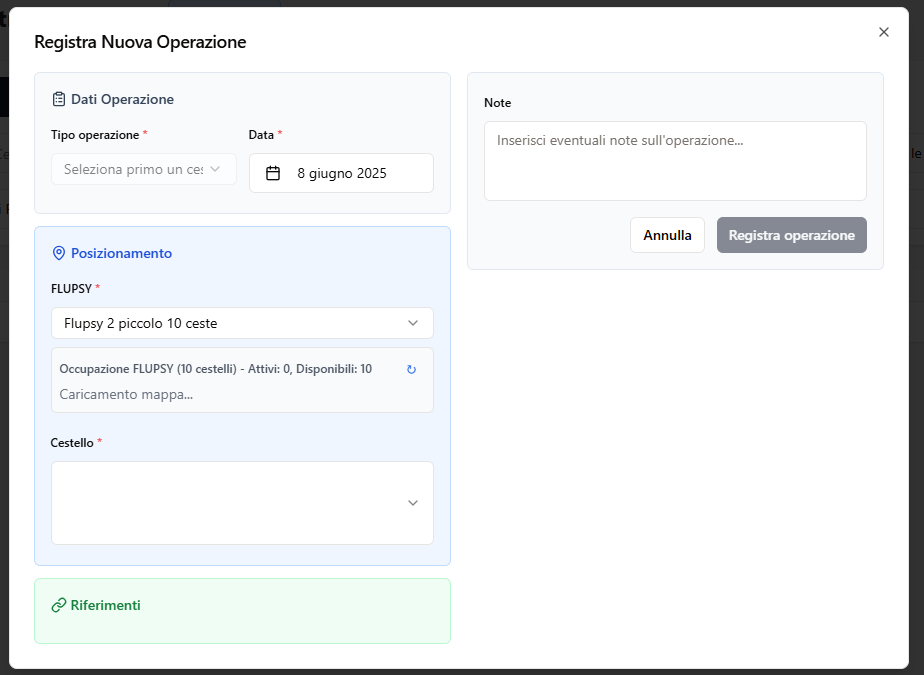 Registra Nuova Operazione
Dati Operazione
Tipo operazione *
Seleziona primo un ces
Data *
8 giugno 2025
Posizionamento
FLUPSY *
Flupsy 2 piccolo 10 ceste
Occupazione FLUPSY (10 cestelli) - Attivi: 0, Disponibili: 10
Caricamento mappa...
Cestello *
Riferimenti
Note
Inserisci eventuali note sull'operazione...
Annulla
Registra operazione
le